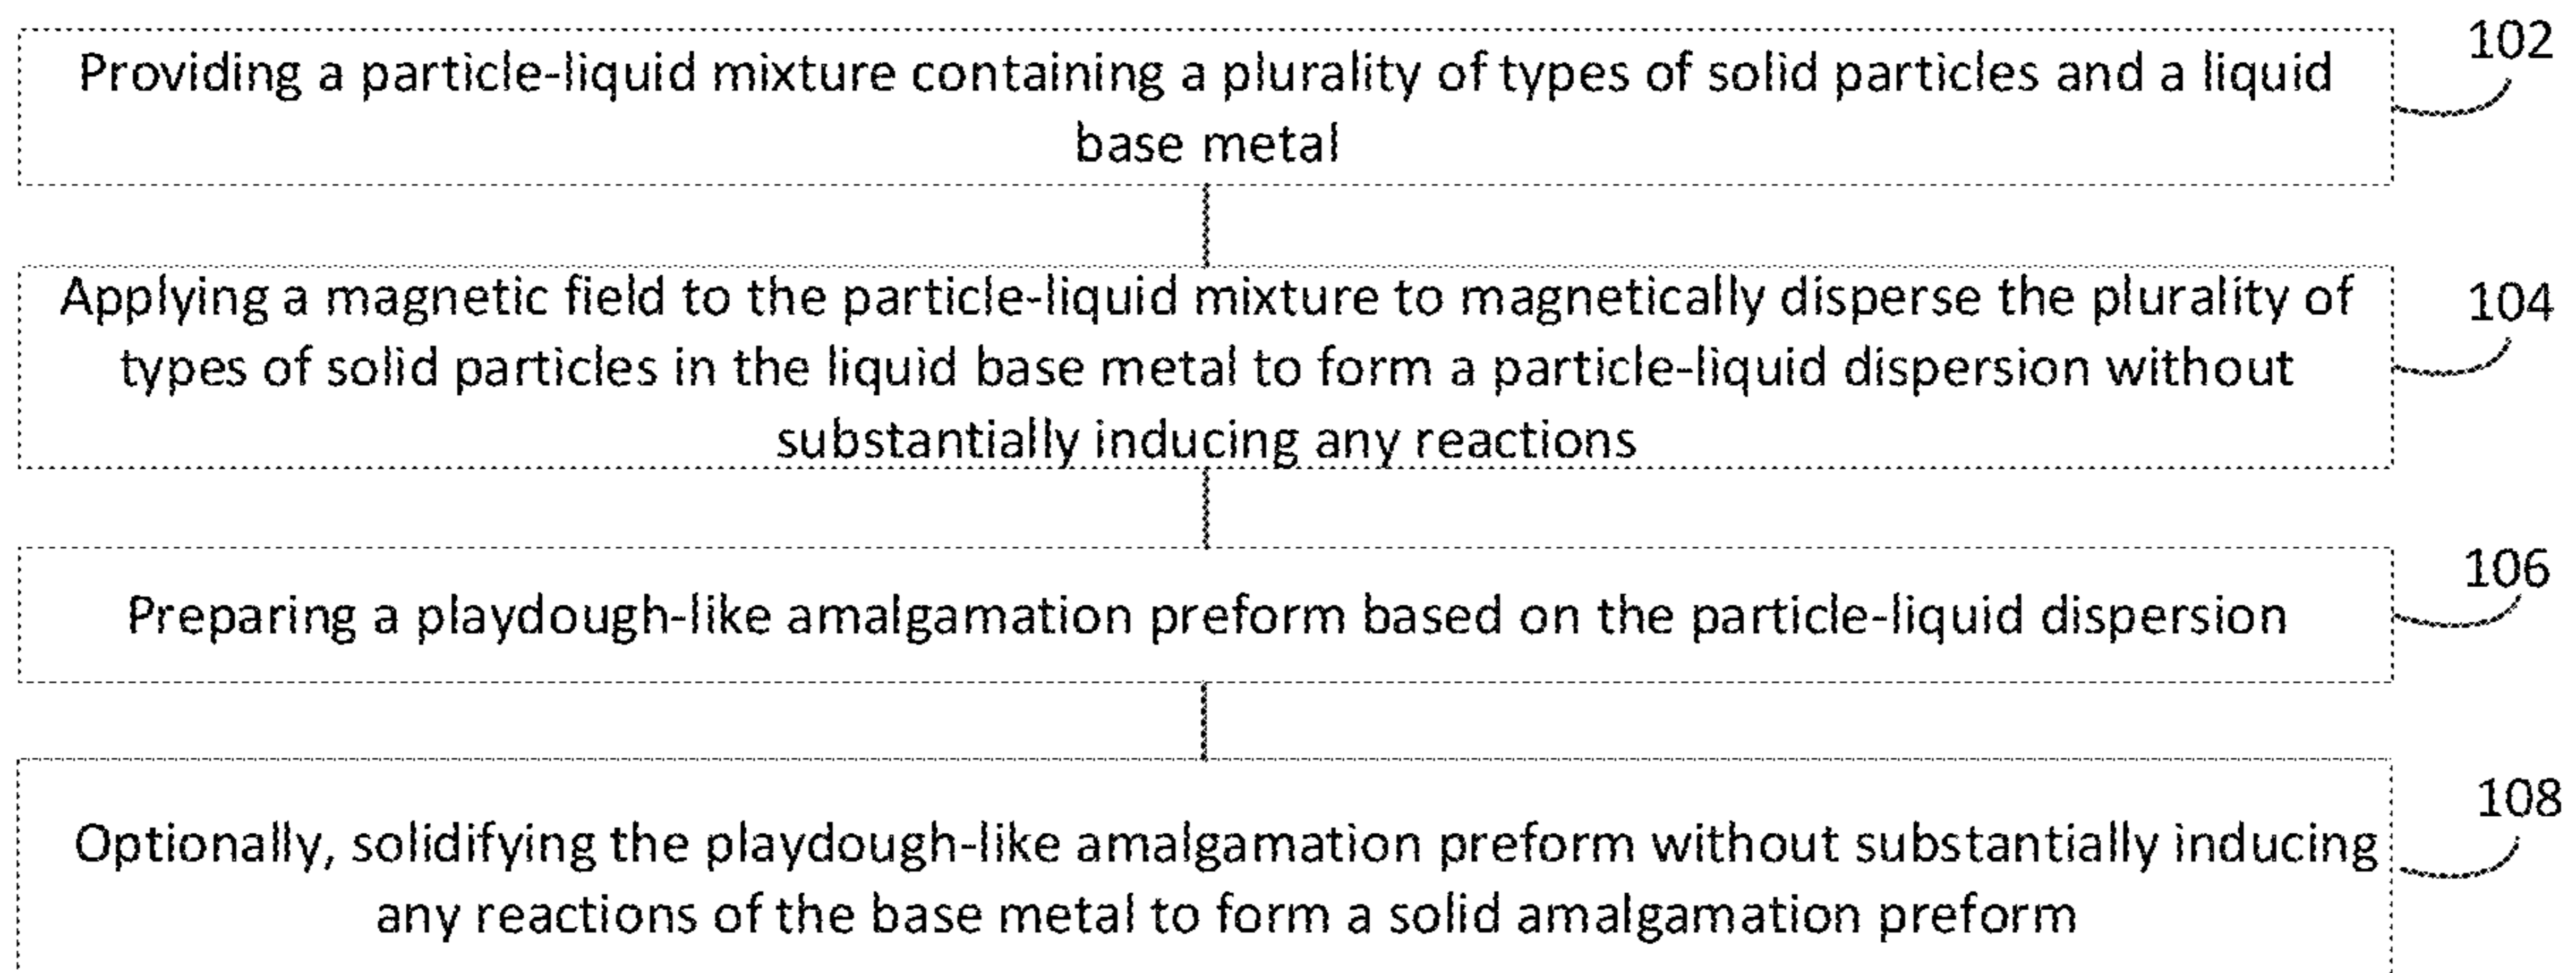 Providing a particle-liquid mixture containing a plurality of types of solid particles and a liquid
base metal
102
Applying a magnetic field to the particle-liquid mixture to magnetically disperse the plurality of
types of solid particles in the liquid base metal to form a particle-liquid dispersion without
substantially inducing any reactions
104
Preparing a playdough-like amalgamation preform based on the particle-liquid dispersion
106
Optionally, solidifying the playdough-like amalgamation preform without substantially inducing
any reactions of the base metal to form a solid amalgamation preform
108